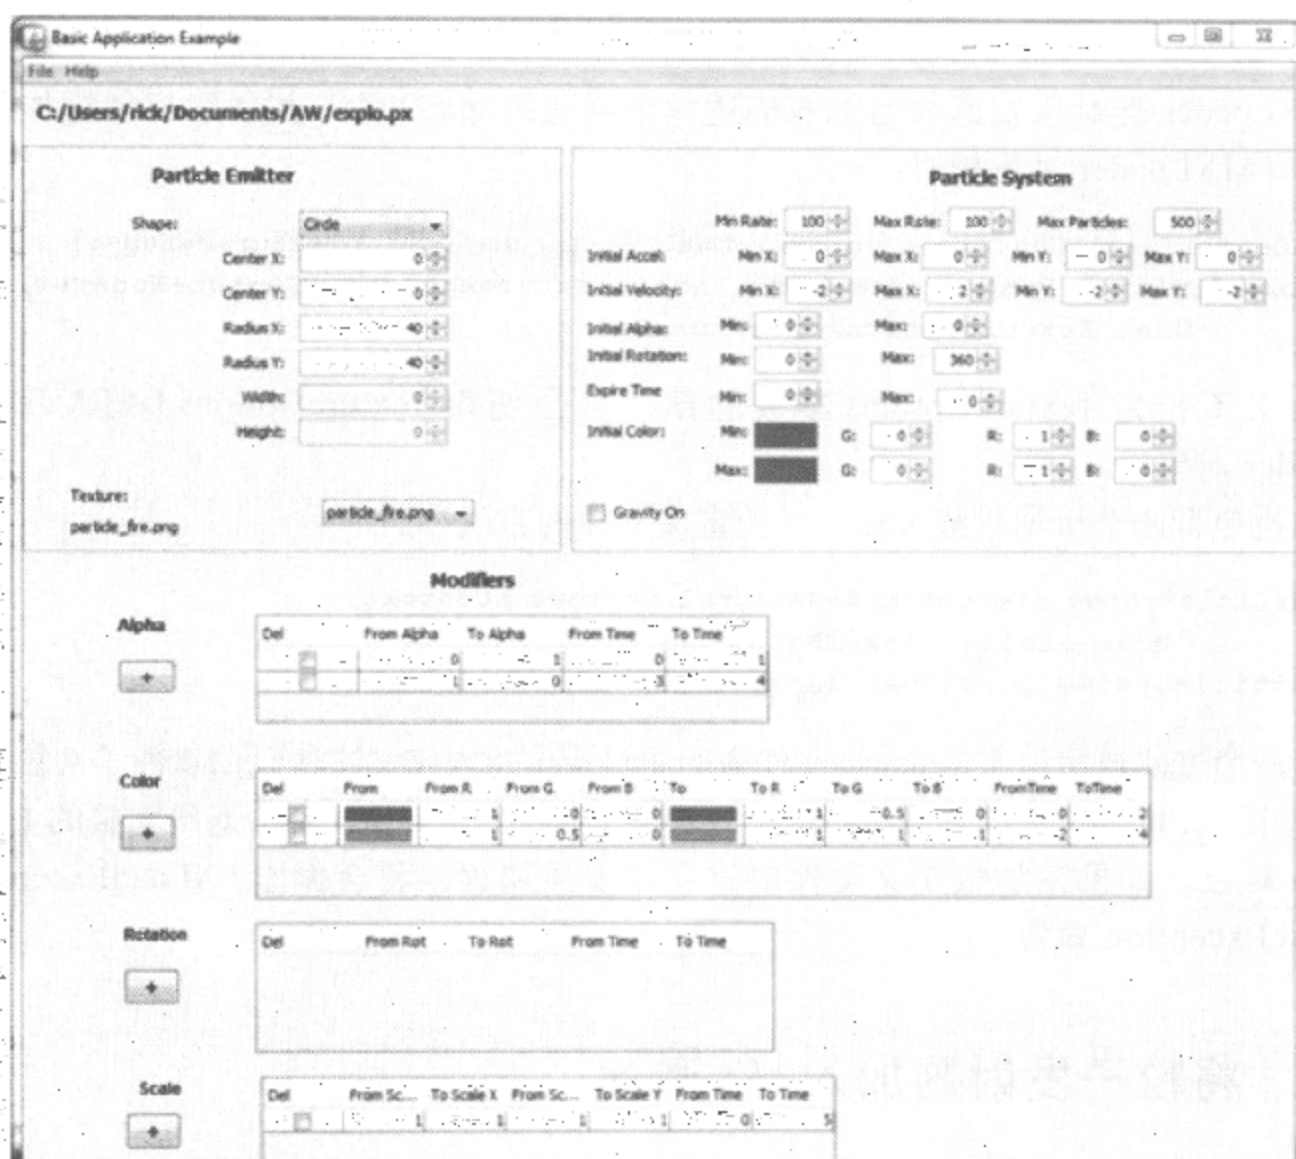 Basic Application Example
File Help
C:/Users/rick/Documents/AW/explo.px
Particle Emitter
Shape: Circle
Center X: 0
Center Y: 0
Radius X: 40
Radius Y: 40
Width: 0
Height: 0
Texture:
particle_fire.png
particle_fire.png
Particle System
Min Rate: 100 Max Rate: 100 Max Particles: 500
Initial Accel: Min X: 0 Max X: 0 Min Y: 0 Max Y: 0
Initial Velocity: Min X: -2 Max X: 2 Min Y: -2 Max Y: -2
Initial Alpha: Min: 0 Max: 0
Initial Rotation: Min: 0 Max: 360
Expire Time Min: 0 Max: 0
Initial Color: Min: G: 0 R: 1 B: 0
Max: G: 0 R: 1 B: 0
Gravity On
Modifiers
Alpha
+
Del From Alpha To Alpha From Time To Time
0 1 0 1
1 0 3 4
Color
+
Del From From R From G From B To To R To G To B FromTime ToTime
1 0 0 1 0.5 0 0 2
1 0.5 0 1 1 1 2 4
Rotation
+
Del From Rot To Rot From Time To Time
Scale
+
Del From Sc... To Scale X From Sc... To Scale Y From Time To Time
1 1 1 1 0 5